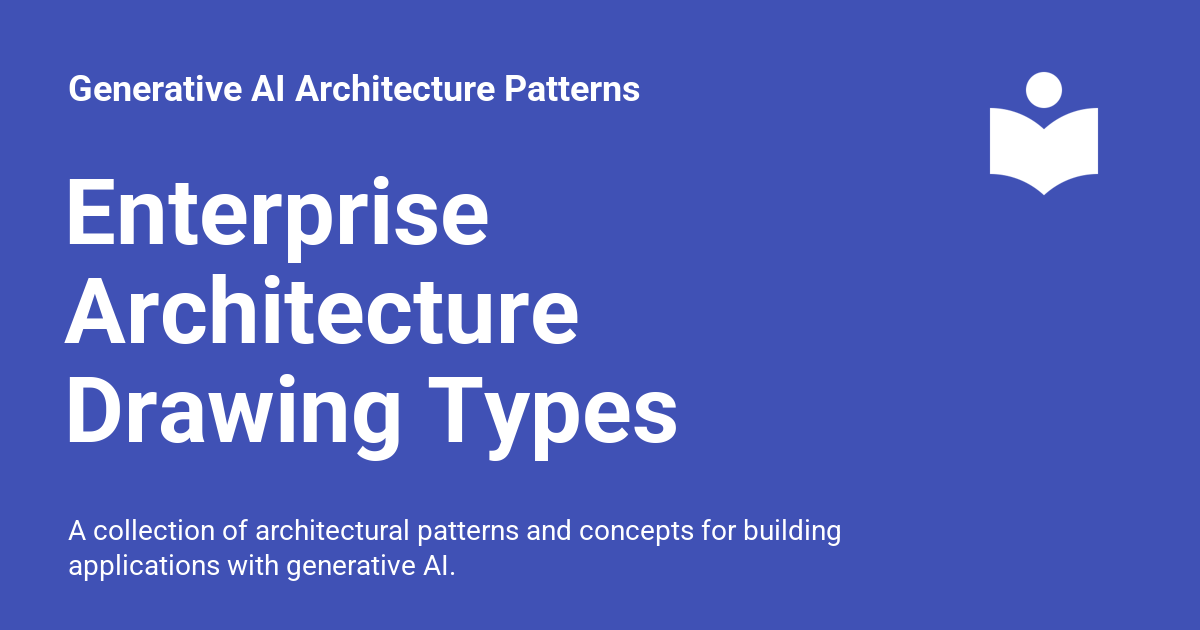 Generative AI Architecture Patterns
Enterprise
Architecture
Drawing Types
A collection of architectural patterns and concepts for building
applications with generative AI.